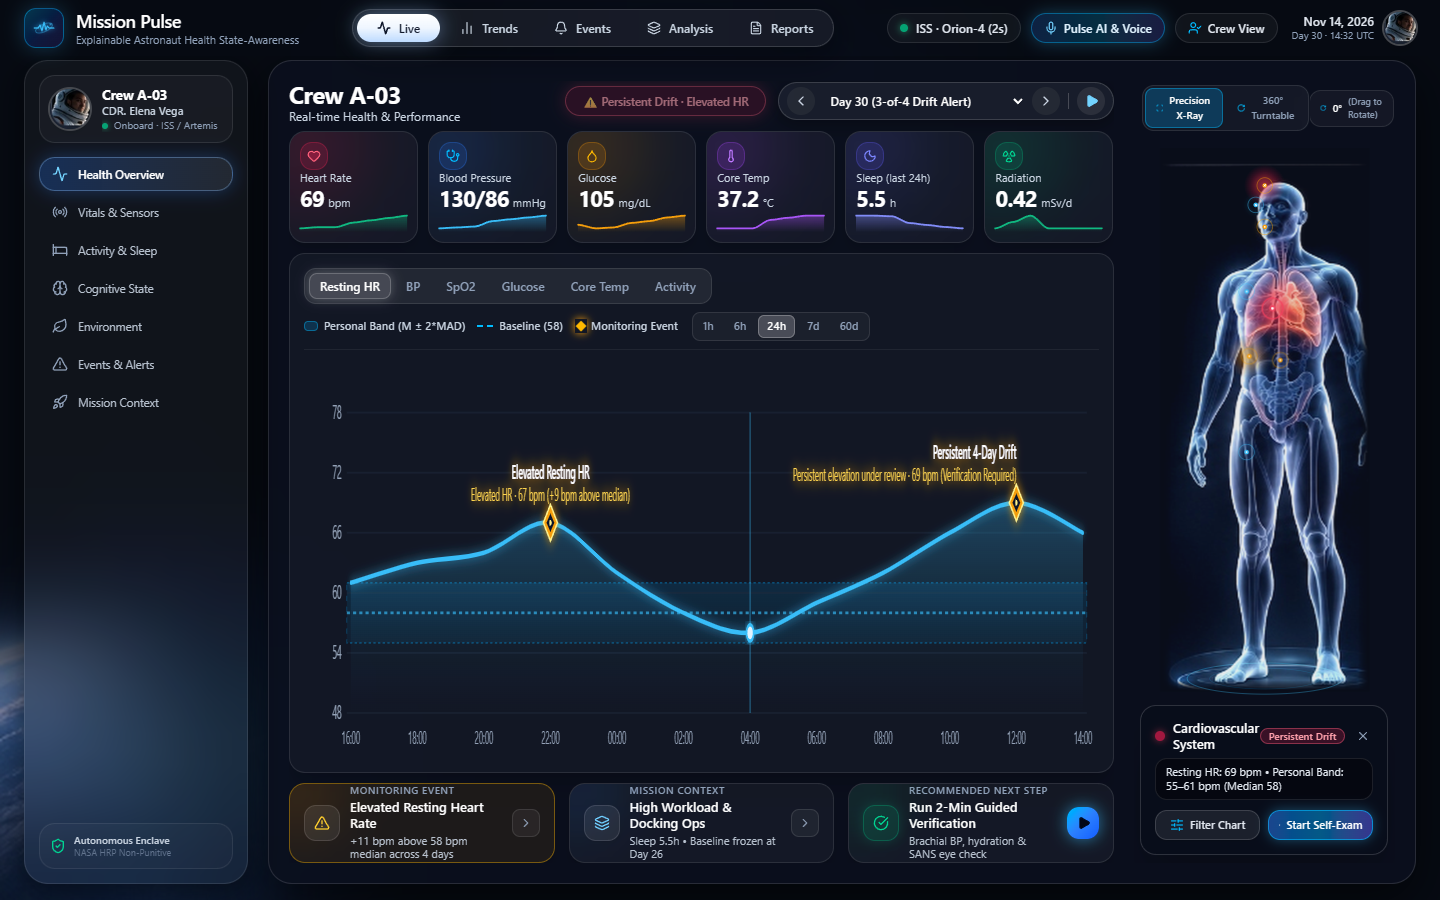 Mission Pulse
Explainable Astronaut Health State-Awareness
Live
Trends
Events
Analysis
Reports
ISS · Orion-4 (2s)
Pulse AI & Voice
Crew View
Nov 14, 2026
Day 30 · 14:32 UTC
Crew A-03
CDR. Elena Vega
Onboard · ISS / Artemis
Health Overview
Vitals & Sensors
Activity & Sleep
Cognitive State
Environment
Events & Alerts
Mission Context
Autonomous Enclave
NASA HRP Non-Punitive
Crew A-03
Real-time Health & Performance
Persistent Drift · Elevated HR
Day 30 (3-of-4 Drift Alert)
Heart Rate
69 bpm
Blood Pressure
130/86 mmHg
Glucose
105 mg/dL
Core Temp
37.2 °C
Sleep (last 24h)
5.5 h
Radiation
0.42 mSv/d
Resting HR
BP
SpO2
Glucose
Core Temp
Activity
Personal Band (M ± 2*MAD)
Baseline (58)
Monitoring Event
1h
6h
24h
7d
60d
78
72
66
60
54
48
Elevated Resting HR
Elevated HR · 67 bpm (+9 bpm above median)
Persistent 4-Day Drift
Persistent elevation under review · 69 bpm (Verification Required)
16:00
18:00
20:00
22:00
00:00
02:00
04:00
06:00
08:00
10:00
12:00
14:00
MONITORING EVENT
Elevated Resting Heart
Rate
+11 bpm above 58 bpm
median across 4 days
MISSION CONTEXT
High Workload &
Docking Ops
Sleep 5.5h • Baseline frozen at
Day 26
RECOMMENDED NEXT STEP
Run 2-Min Guided
Verification
Brachial BP, hydration &
SANS eye check
Precision
X-Ray
360°
Turntable
0°
(Drag to
Rotate)
Cardiovascular
System
Persistent Drift
Resting HR: 69 bpm • Personal Band:
55–61 bpm (Median 58)
Filter Chart
Start Self-Exam